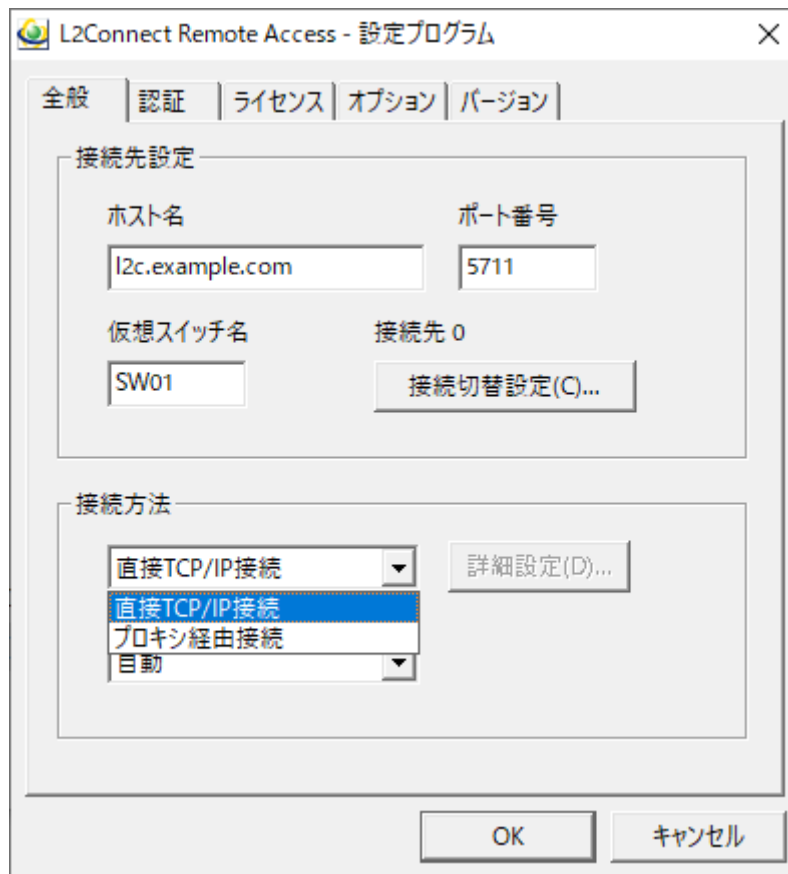 L2Connect Remote Access - 設定プログラム
全般 認証 ライセンス オプション バージョン
接続先設定
ホスト名 ポート番号
l2c.example.com 5711
仮想スイッチ名 接続先 0
SW01 接続切替設定(C)...
接続方法
直接TCP/IP接続 詳細設定(D)...
直接TCP/IP接続
プロキシ経由接続
自動
OK キャンセル